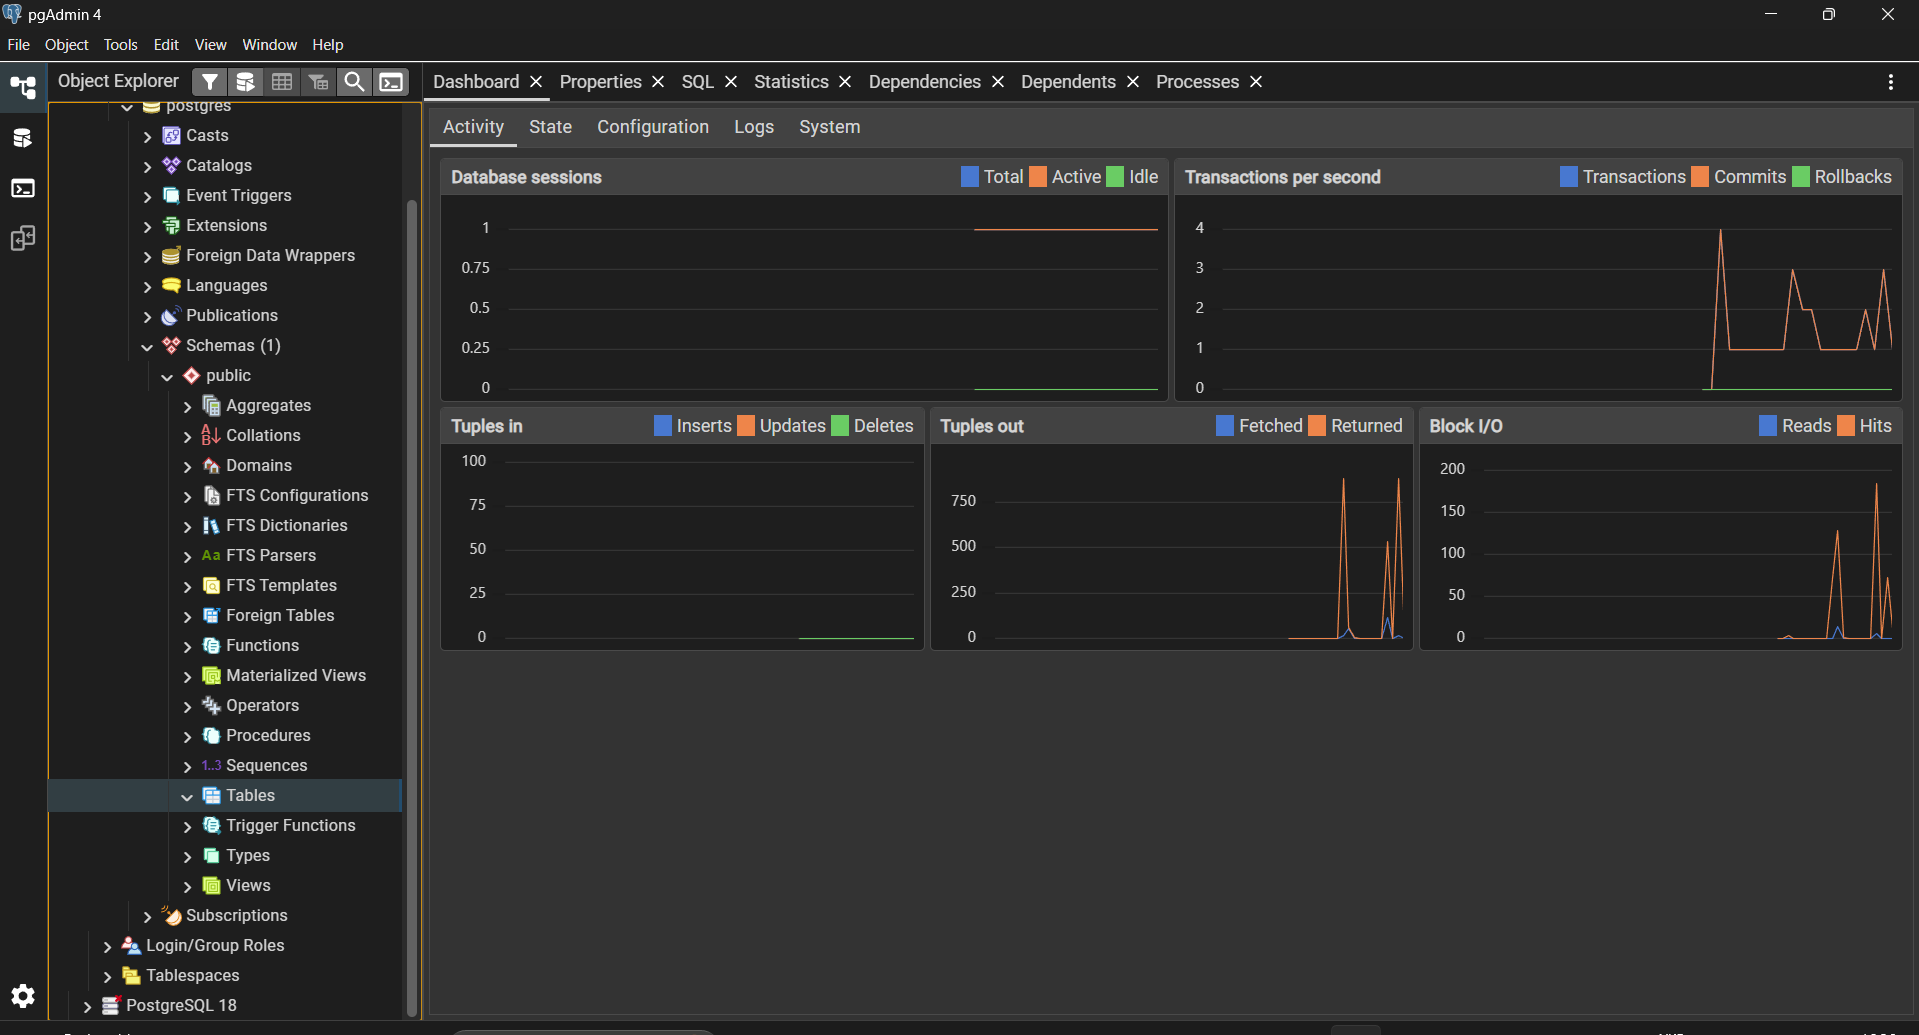 pgAdmin 4
File Object Tools Edit View Window Help
Object Explorer
Dashboard Properties SQL Statistics Dependencies Dependents Processes
postgres
Casts
Catalogs
Event Triggers
Extensions
Foreign Data Wrappers
Languages
Publications
Schemas (1)
public
Aggregates
Collations
Domains
FTS Configurations
FTS Dictionaries
Aa FTS Parsers
FTS Templates
Foreign Tables
Functions
Materialized Views
Operators
Procedures
1..3 Sequences
Tables
Trigger Functions
Types
Views
Subscriptions
Login/Group Roles
Tablespaces
PostgreSQL 18
Activity State Configuration Logs System
Database sessions Total Active Idle
1
0.75
0.5
0.25
0
Transactions per second Transactions Commits Rollbacks
4
3
2
1
0
Tuples in Inserts Updates Deletes
100
75
50
25
0
Tuples out Fetched Returned
750
500
250
0
Block I/O Reads Hits
200
150
100
50
0